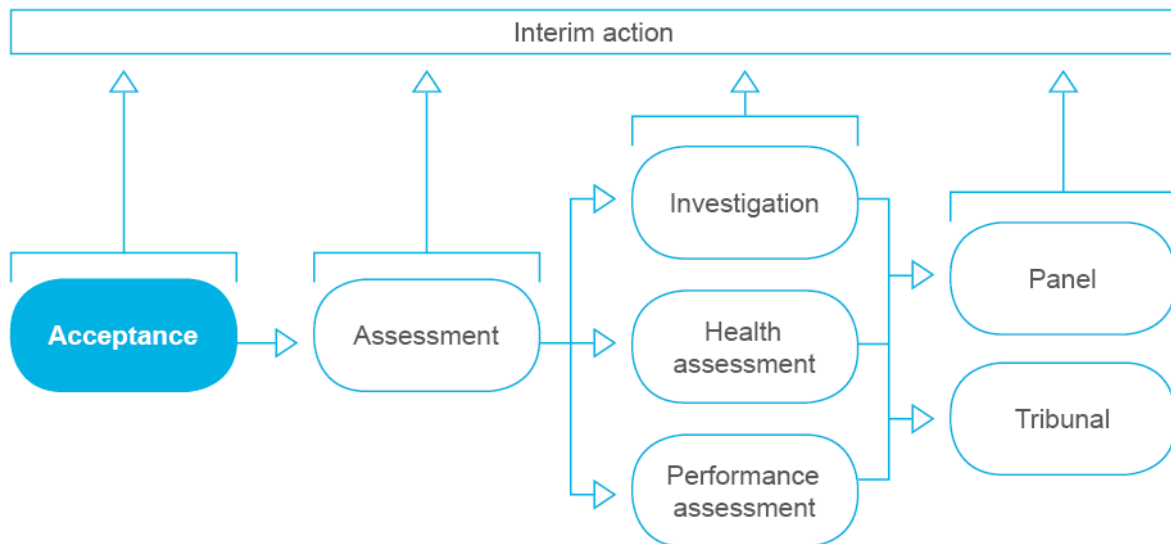 Interim action
Acceptance
Assessment
Investigation
Health
assessment
Performance
assessment
Panel
Tribunal